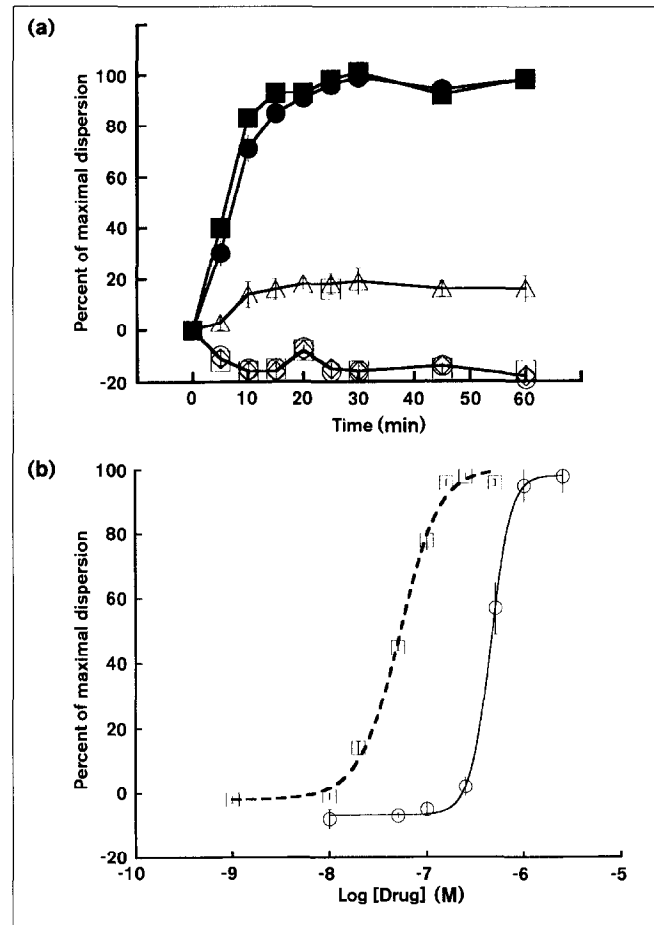 (a)
Percent of maximal dispersion
100
80
60
40
20
0
-20
0 10 20 30 40 50 60
Time (min)
(b)
Percent of maximal dispersion
100
80
60
40
20
0
-20
-10 -9 -8 -7 -6 -5
Log [Drug] (M)